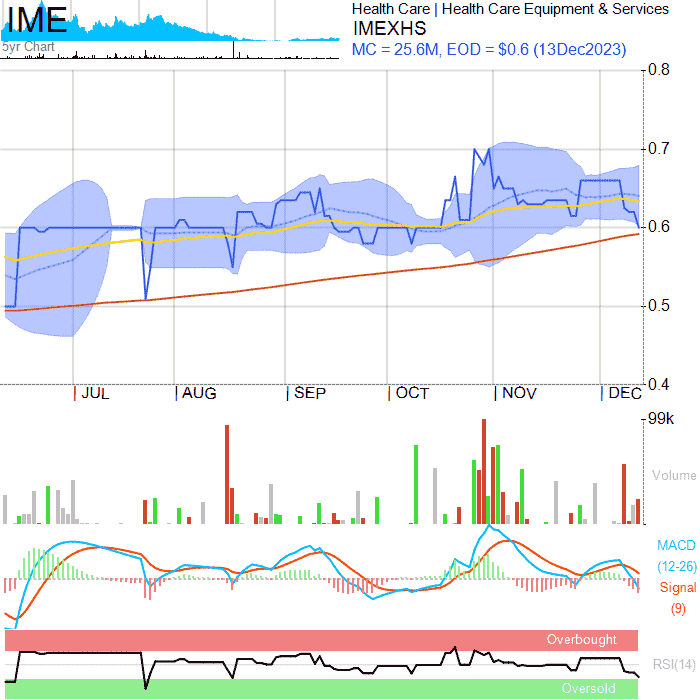 IME
5yr Chart
Health Care | Health Care Equipment & Services
IMEXHS
MC = 25.6M, EOD = $0.6 (13Dec2023)
0.8
0.7
0.6
0.5
0.4
| JUL | AUG | SEP | OCT | NOV | DEC
99k
Volume
MACD
(12-26)
Signal
(9)
Overbought
RSI(14)
Oversold